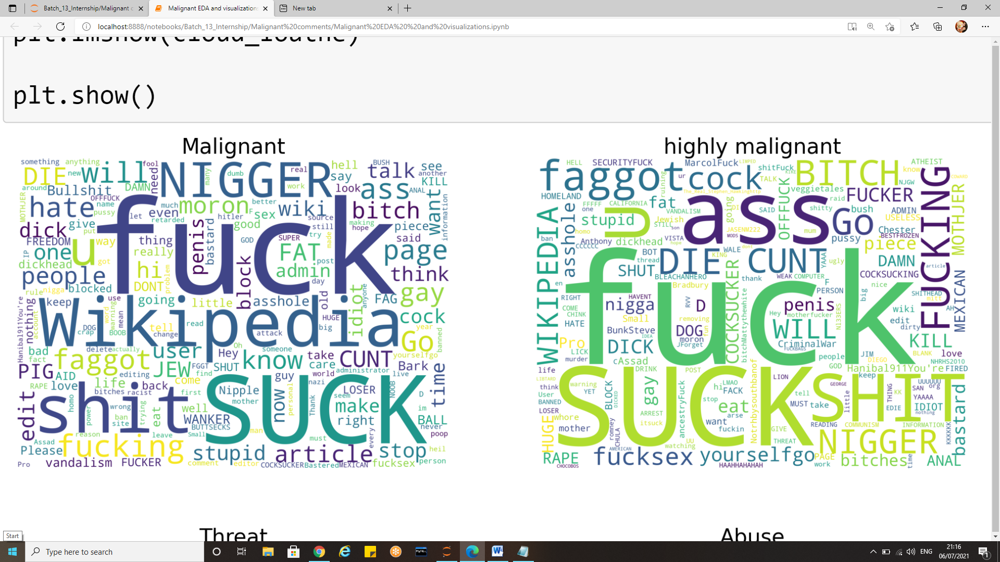 Batch_13_Internship/Malignant c
Malignant EDA and visualizations
New tab
localhost:8888/notebooks/Batch_13_Internship/Malignant%20comments/Malignant%20EDA%20%20and%20visualizations.ipynb
plt.show()
Malignant
something anything fool NIGGER many dumb real hell BUSH see
DIE new will need work say talk another
around Bullshit DAMN look ass ANAL KILL
MOTHJER OFFFUCK much moron better wiki bitch Want
hate name pussy let even retarded hitler F sex source making information
dick give put fuck penis bastard good still hope piece
FREEDOM way thing GOD SUPER try made said
IP one u really FAT page
dickhead got hi problem block admin post think
people DONT day
rule nigga blocked going little asshole old idiot anyone FAG gay
Hanibal911You're nothing keep use Wikipedia HUGE cock
account word warning mean tell read year
DOG crap BOOB change attack big Go banned
bad delete actually user Oh someone
fact faggot Hey know take CUNT yourselfgo
PIG AID JEW FGGT SHUT care administrator Bark
editing find guy world live time
RAPE love life back come SUCK nazi
edit bitches racist first Nipple now personal LOSER NOOB D
homo shit wrong trying well mother Thank seem make im
power ban site eat WANKER right BALL
BUTTSECKS never
reason leave Small man must every poop
Assad fucking
Please stupid article stop heil
Pro vandalism FUCKER comment editor COCKSUCKER Bastered MEXICAN fucksex person
highly malignant
HELL SECURITYFUCK MarcolFuck LIMPED BITCH ATHEIST
faggot ur cock shitFuck KIKE know FUCKING COWARD
ruining TALK NJGW
HOMELAND The_Real_Stephen_Hawkinghttp veggietales
FFFFF CALIFORNIA fat ass going DI SAID OFFFUCK raid FUCKER
one VANDALISM shitty bush ADMIN MOTHJER
WIKIPEDIA asshole stupid u Jewish Go USELESS
homo STILL son JASENM222 mum Chester
ban Anthony dickhead VISTA MODS pussy BESTFROZEN
cccccc hope dont piece
BOT DIE KING WALE CUNT YAAA ugly DAMN
thread SHUT article
BLEACHANHERO COCKSUCKER WEAK COMPUTER COCKSUCKING MEXICAN
en fuck Bradbury thank F nice
RIGHT HAVENT PERSON big SHITHEAD
COME nigga RVV D penis mitt
CHINK Small removing Hey motherfucker N133ERS wiki AH
HATE BunkSteve DOG fun WILL edit dirty
IDEA moron bitchMattythewhite
Pro DICK JForget CriminalWar KILL
LICK FUCKBAGS JIM BLANK
murder cAssad people DIEGO love
DRINK POST Notrhbysouthbanof GOD NHRHS2010
life SUCK Hanibal911You're FIRED
LIBTARD LION keep
think warning BLOCK LMAO SHIT GEORGE UUUUUU
User YET gay hi FACK THING SAN org
BANNED DICKED stop tell KK YAAAA bastard
LOSER ARREST ancestryFuck eat MUST take little EDIE IDIOT
nothing
HUGE whore romney itsuck want arse
mother CHULA fuckin GIVE READING COMMUNISM INFORMATION
UU THREAT NIGGER KKKKKK
AMERICAN watching
RAPE fucksex yourselfgo PAGE bitches time ANAL
CHOCOBOS HAAHHAHAHAH work
Threat
Abuse
Start
Type here to search
MySQL
ENG
21:16
06/07/2021
1